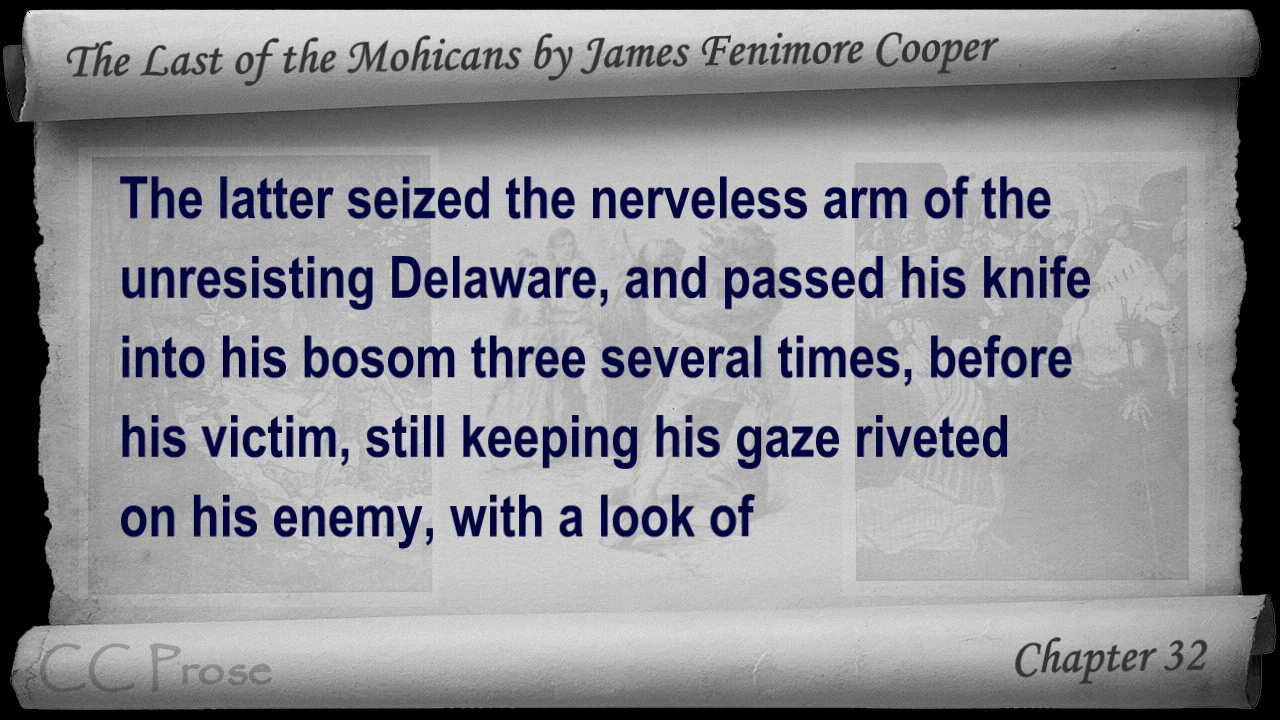 The Last of the Mohicans by James Fenimore Cooper
The latter seized the nerveless arm of the
unresisting Delaware, and passed his knife
into his bosom three several times, before
his victim, still keeping his gaze riveted
on his enemy, with a look of
CC Prose
Chapter 32